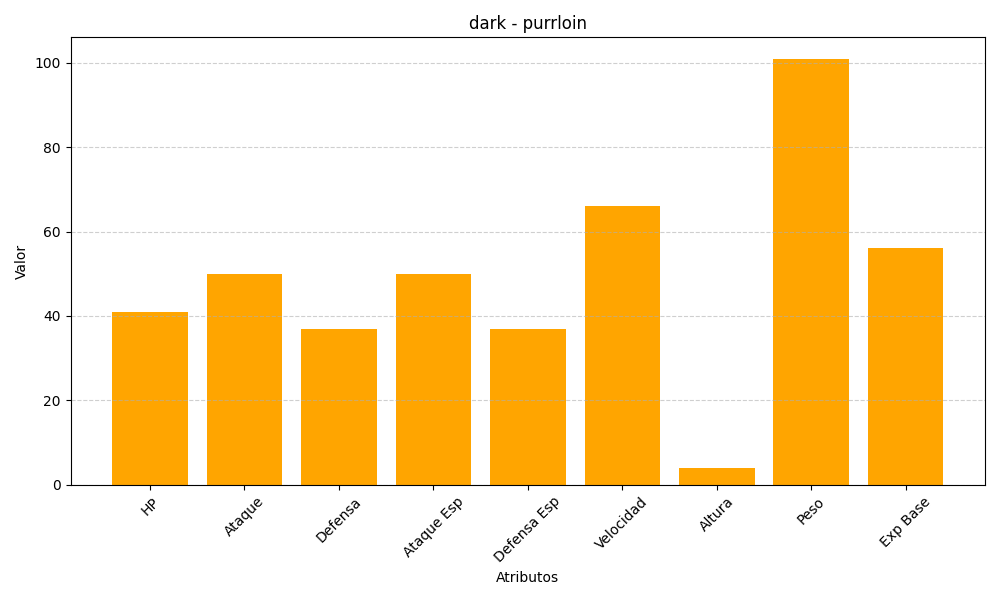 dark - purrloin
Valor
100
80
60
40
20
0
HP
Ataque
Defensa
Ataque Esp
Defensa Esp
Velocidad
Altura
Peso
Exp Base
Atributos